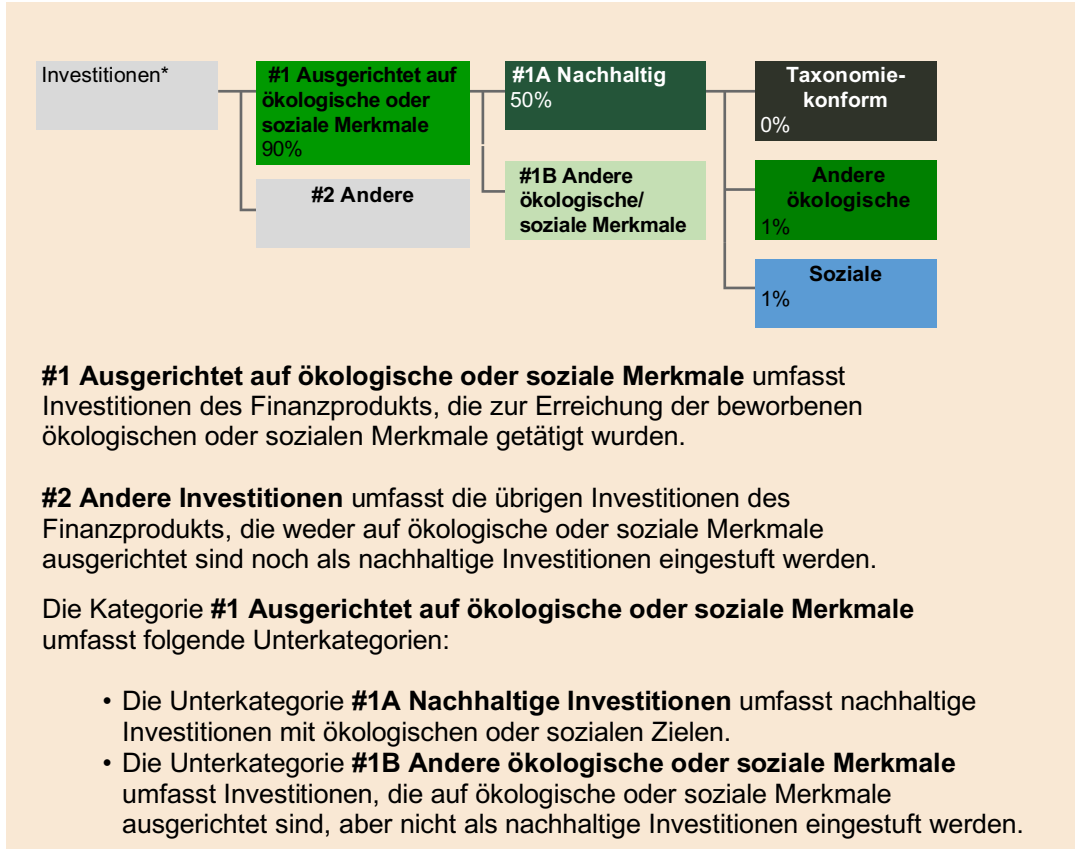 Investitionen*
#1 Ausgerichtet auf
ökologische oder
soziale Merkmale
90%
#2 Andere
#1A Nachhaltig
50%
#1B Andere
ökologische/
soziale Merkmale
Taxonomie-
konform
0%
Andere
ökologische
1%
Soziale
1%
#1 Ausgerichtet auf ökologische oder soziale Merkmale umfasst
Investitionen des Finanzprodukts, die zur Erreichung der beworbenen
ökologischen oder sozialen Merkmale getätigt wurden.
#2 Andere Investitionen umfasst die übrigen Investitionen des
Finanzprodukts, die weder auf ökologische oder soziale Merkmale
ausgerichtet sind noch als nachhaltige Investitionen eingestuft werden.
Die Kategorie #1 Ausgerichtet auf ökologische oder soziale Merkmale
umfasst folgende Unterkategorien:
• Die Unterkategorie #1A Nachhaltige Investitionen umfasst nachhaltige
Investitionen mit ökologischen oder sozialen Zielen.
• Die Unterkategorie #1B Andere ökologische oder soziale Merkmale
umfasst Investitionen, die auf ökologische oder soziale Merkmale
ausgerichtet sind, aber nicht als nachhaltige Investitionen eingestuft werden.